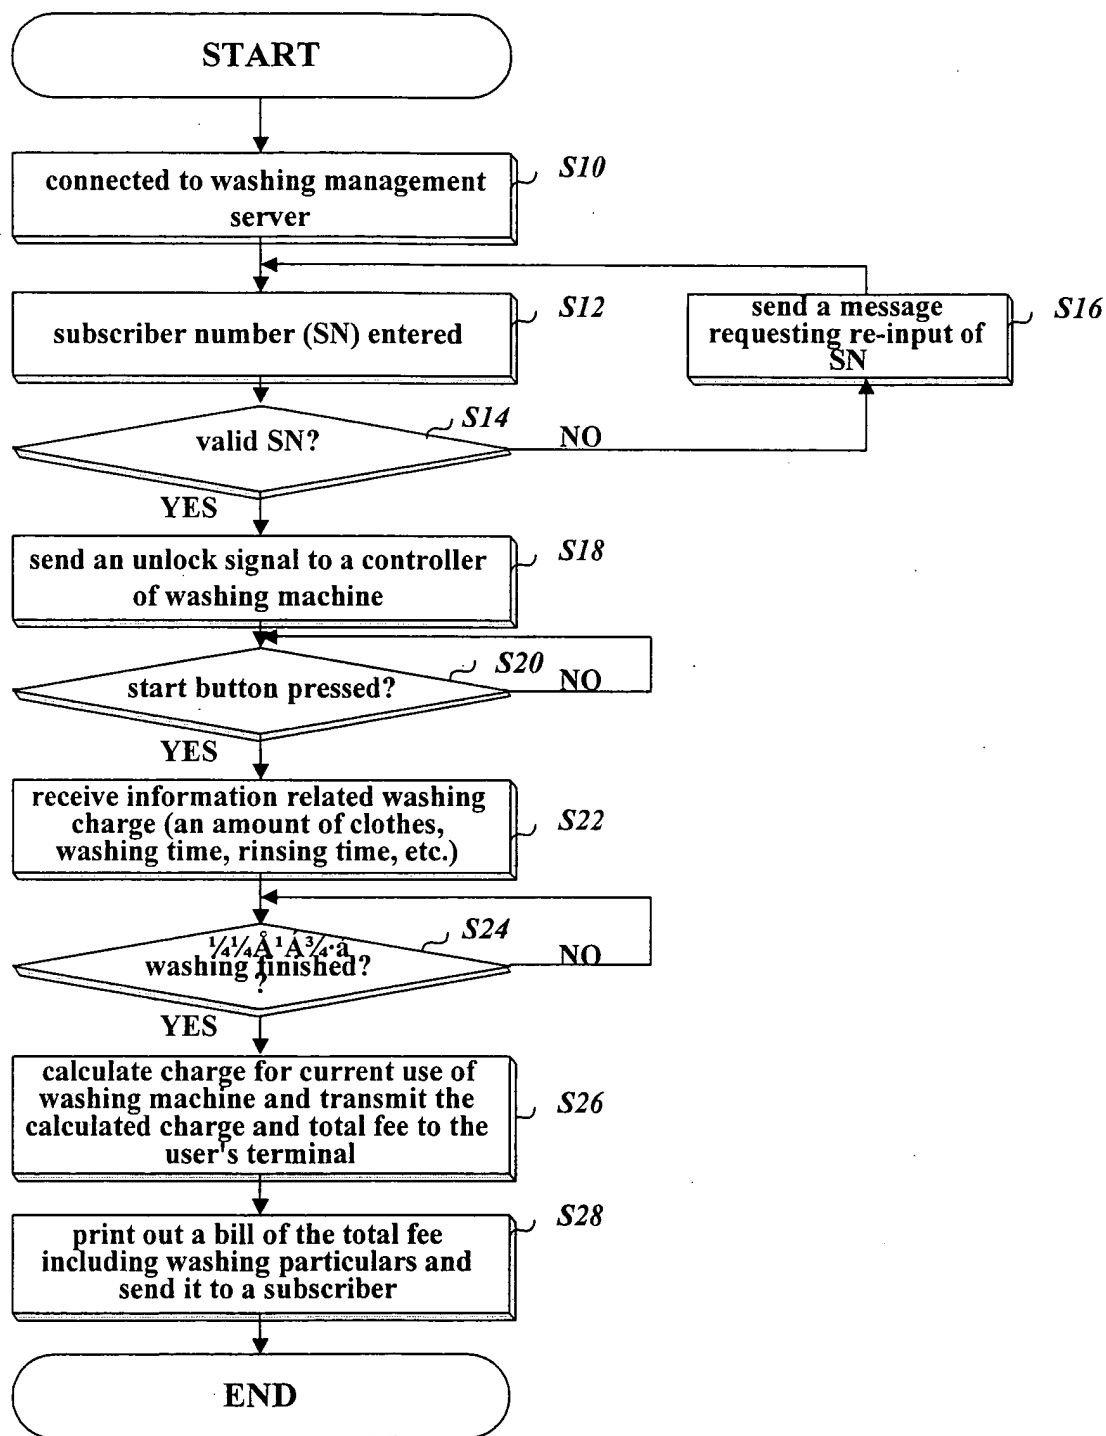 START
connected to washing management
server
S10
subscriber number (SN) entered
S12
send a message
requesting re-input of
SN
S16
valid SN?
S14
NO
YES
send an unlock signal to a controller
of washing machine
S18
start button pressed?
S20
NO
YES
receive information related washing
charge (an amount of clothes,
washing time, rinsing time, etc.)
S22
¼¼Å¹Á¾·á
washing finished?
?
S24
NO
YES
calculate charge for current use of
washing machine and transmit the
calculated charge and total fee to the
user's terminal
S26
print out a bill of the total fee
including washing particulars and
send it to a subscriber
S28
END